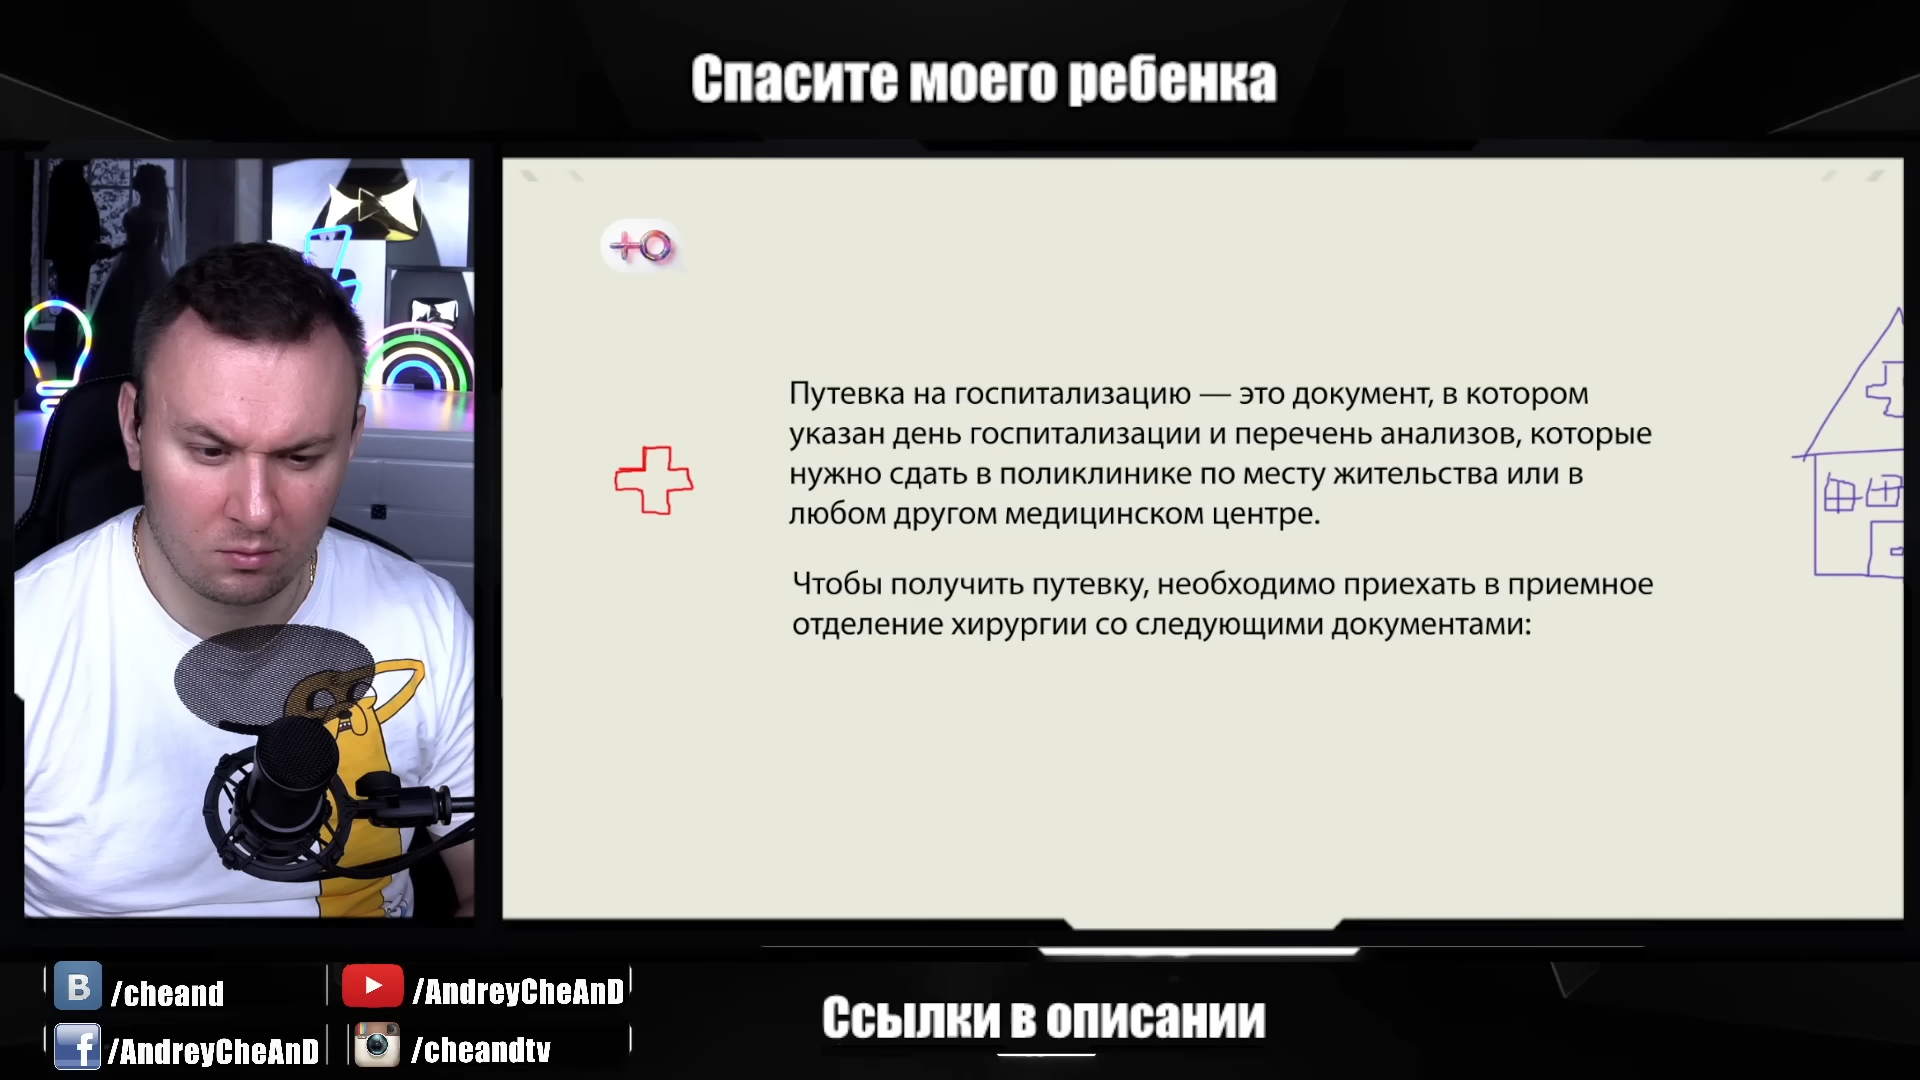 Спасите моего ребенка
Путевка на госпитализацию — это документ, в котором
указан день госпитализации и перечень анализов, которые
нужно сдать в поликлинике по месту жительства или в
любом другом медицинском центре.
Чтобы получить путевку, необходимо приехать в приемное
отделение хирургии со следующими документами:
B /cheand
/AndreyCheAnD
f /AndreyCheAnD
/cheandtv
Ссылки в описании